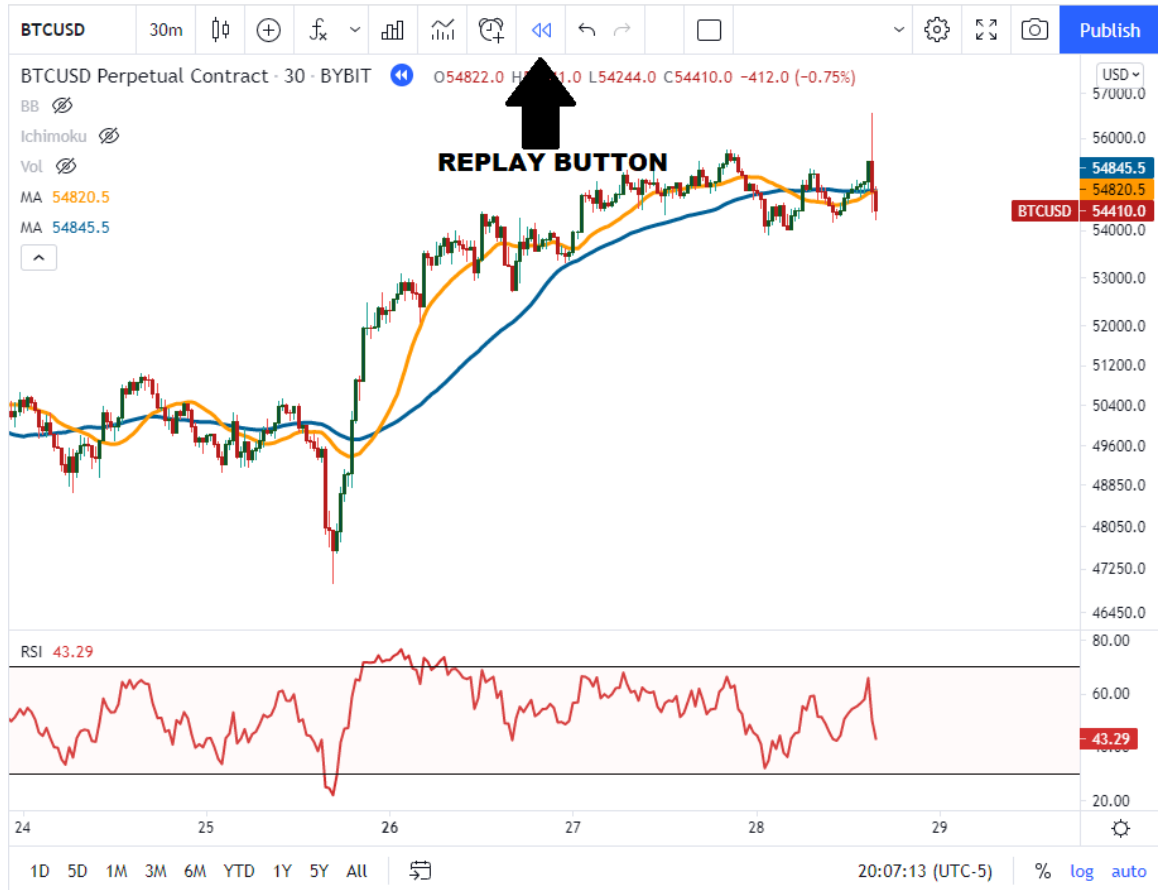 BTCUSD 30m Publish
BTCUSD Perpetual Contract · 30 · BYBIT O54822.0 H 1.0 L54244.0 C54410.0 −412.0 (−0.75%) USD
BB
Ichimoku
Vol
MA 54820.5
MA 54845.5
REPLAY BUTTON
57000.0
56000.0
54845.5
54820.5
BTCUSD 54410.0
54000.0
53000.0
52000.0
51200.0
50400.0
49600.0
48850.0
48050.0
47250.0
46450.0
RSI 43.29
80.00
60.00
43.29
20.00
24 25 26 27 28 29
1D 5D 1M 3M 6M YTD 1Y 5Y All 20:07:13 (UTC-5) % log auto